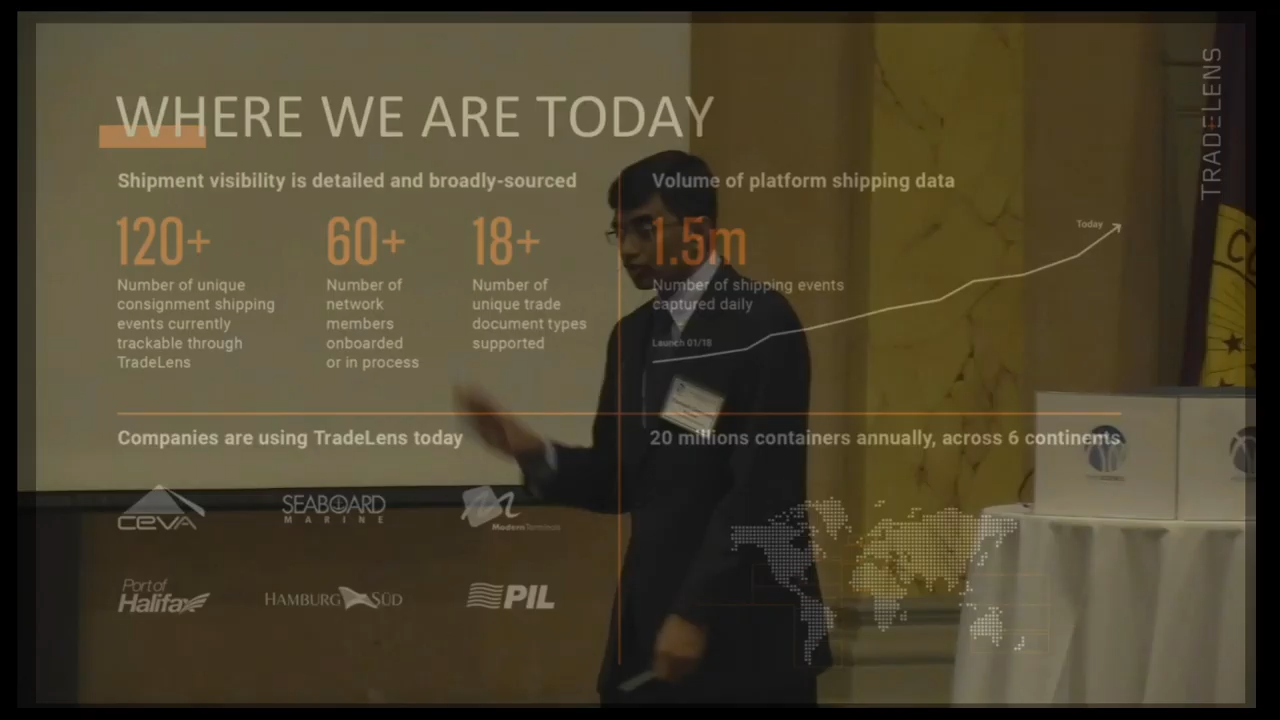 WHERE WE ARE TODAY
TRADELENS
Shipment visibility is detailed and broadly-sourced
120+
Number of unique
consignment shipping
events currently
trackable through
TradeLens
60+
Number of
network
members
onboarded
or in process
18+
Number of
unique trade
document types
supported
Volume of platform shipping data
1.5m
Number of shipping events
captured daily
Launch 01/18
Today
Companies are using TradeLens today
CEVA
SEABOARD
MARINE
Modern Terminals
Port of
Halifax
HAMBURG SÜD
PIL
20 millions containers annually, across 6 continents